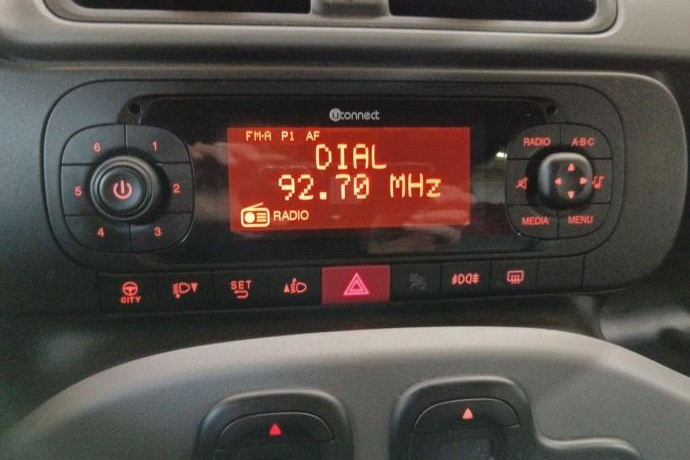 Uconnect
FM-A P1 AF
DIAL
92.70 MHz
RADIO
6 1
5 2
4 3
RADIO A-B-C
MEDIA MENU
CITY
SET